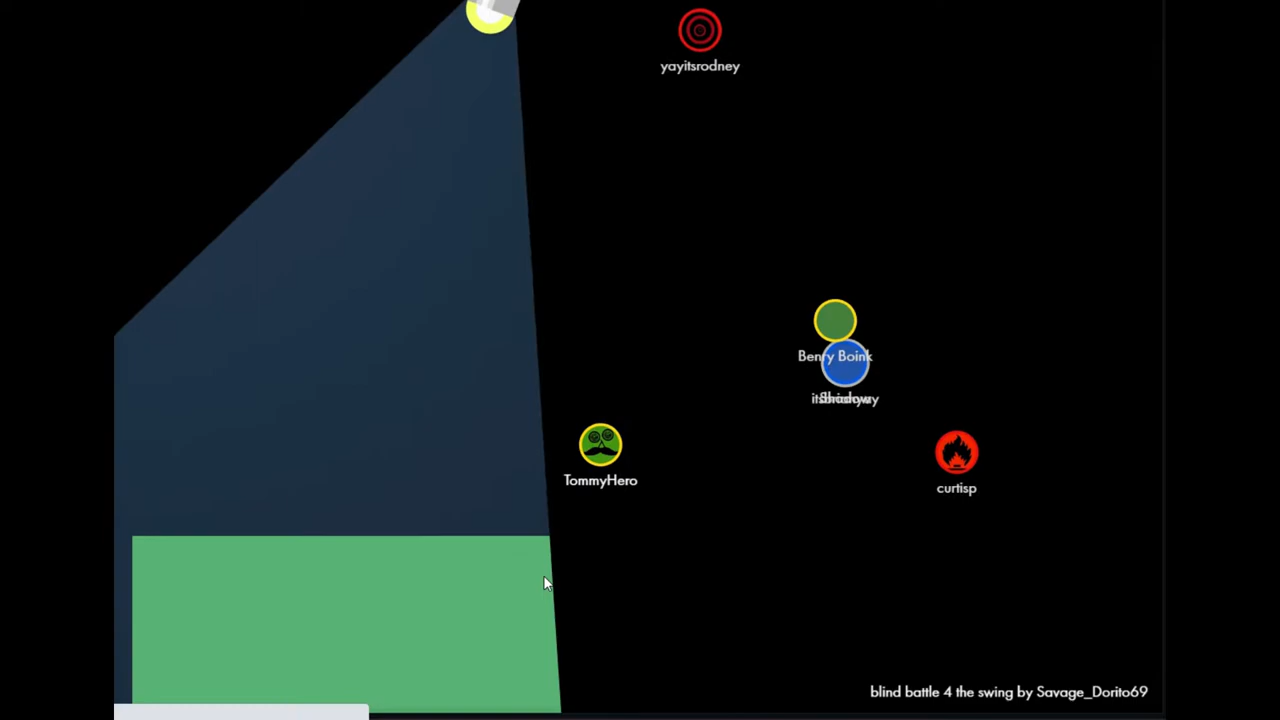 yayitsrodney
Benry Boink
TommyHero
curtisp
blind battle 4 the swing by Savage_Dorito69